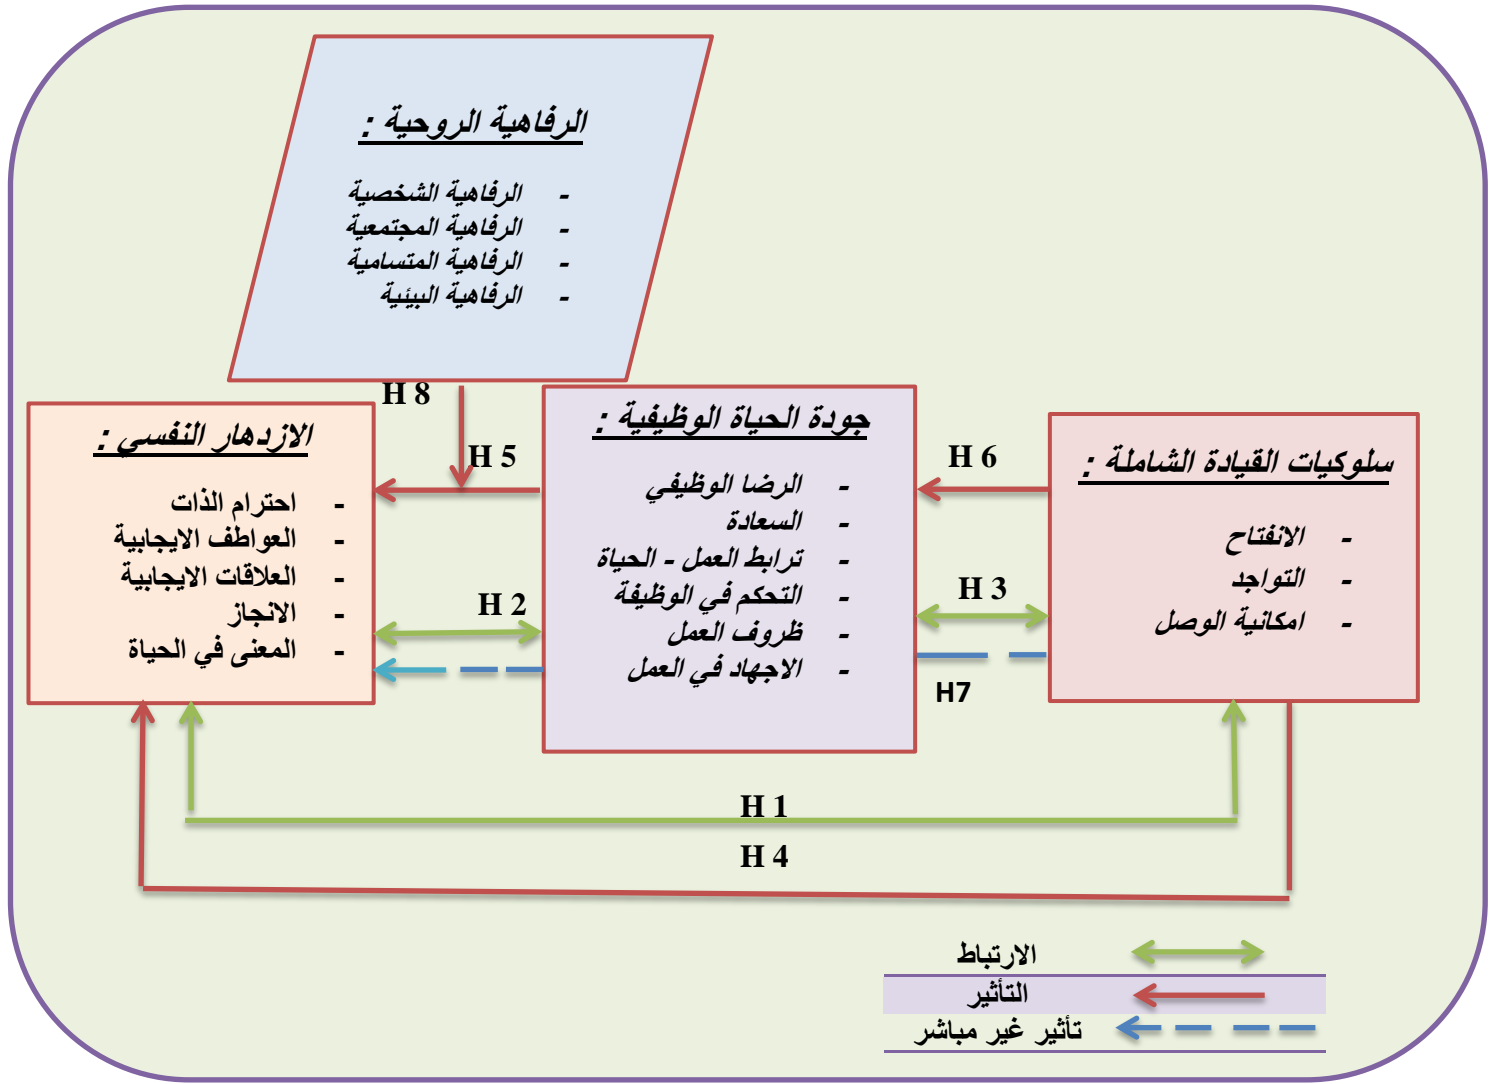 الرفاهية الروحية :
- الرفاهية الشخصية
- الرفاهية المجتمعية
- الرفاهية المتسامية
- الرفاهية البيئية
H 8
سلوكيات القيادة الشاملة :
- الانفتاح
- التواجد
- امكانية الوصل
H 6
H 3
H7
جودة الحياة الوظيفية :
- الرضا الوظيفي
- السعادة
- ترابط العمل - الحياة
- التحكم في الوظيفة
- ظروف العمل
- الاجهاد في العمل
H 5
H 2
الازدهار النفسي :
- احترام الذات
- العواطف الايجابية
- العلاقات الايجابية
- الانجاز
- المعنى في الحياة
H 1
H 4
الارتباط
التأثير
تأثير غير مباشر